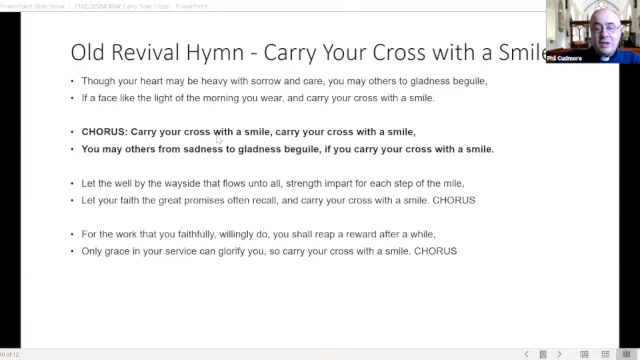 PowerPoint Slide Show - 210228SIM_MW_Carry Your Cross - PowerPoint
Old Revival Hymn - Carry Your Cross with a Smile
Phil Cudmore
• Though your heart may be heavy with sorrow and care, you may others to gladness beguile,
• If a face like the light of the morning you wear, and carry your cross with a smile.
• CHORUS: Carry your cross with a smile, carry your cross with a smile,
• You may others from sadness to gladness beguile, if you carry your cross with a smile.
• Let the well by the wayside that flows unto all, strength impart for each step of the mile,
• Let your faith the great promises often recall, and carry your cross with a smile. CHORUS
• For the work that you faithfully, willingly do, you shall reap a reward after a while,
• Only grace in your service can glorify you, so carry your cross with a smile. CHORUS
10 of 12